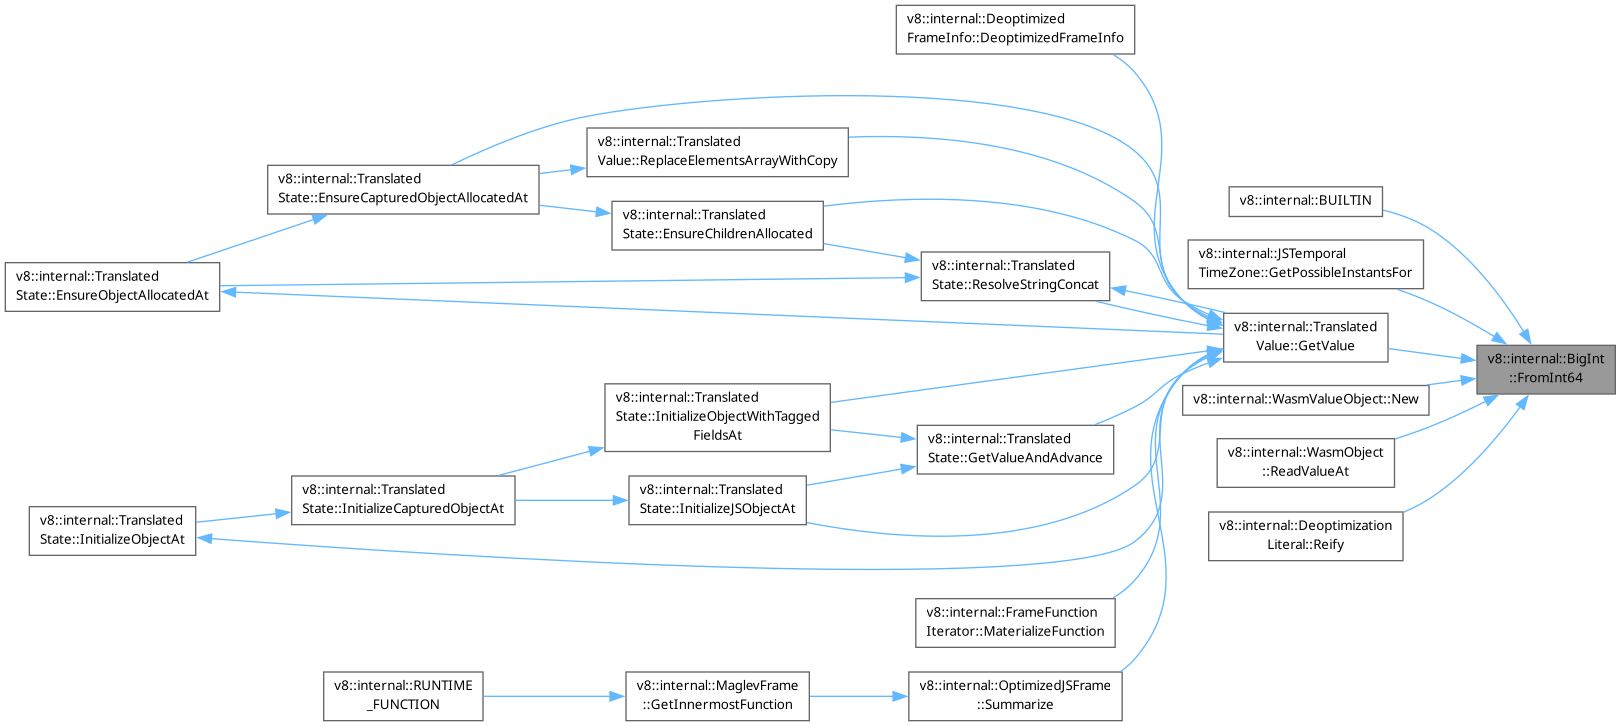 v8::internal::Deoptimized
FrameInfo::DeoptimizedFrameInfo
v8::internal::Translated
Value::ReplaceElementsArrayWithCopy
v8::internal::Translated
State::EnsureCapturedObjectAllocatedAt
v8::internal::BUILTIN
v8::internal::Translated
State::EnsureChildrenAllocated
v8::internal::JSTemporal
TimeZone::GetPossibleInstantsFor
v8::internal::Translated
State::ResolveStringConcat
v8::internal::Translated
State::EnsureObjectAllocatedAt
v8::internal::Translated
Value::GetValue
v8::internal::BigInt
::FromInt64
v8::internal::WasmValueObject::New
v8::internal::Translated
State::InitializeObjectWithTagged
FieldsAt
v8::internal::Translated
State::GetValueAndAdvance
v8::internal::WasmObject
::ReadValueAt
v8::internal::Translated
State::InitializeCapturedObjectAt
v8::internal::Translated
State::InitializeJSObjectAt
v8::internal::Translated
State::InitializeObjectAt
v8::internal::Deoptimization
Literal::Reify
v8::internal::FrameFunction
Iterator::MaterializeFunction
v8::internal::RUNTIME
_FUNCTION
v8::internal::MaglevFrame
::GetInnermostFunction
v8::internal::OptimizedJSFrame
::Summarize